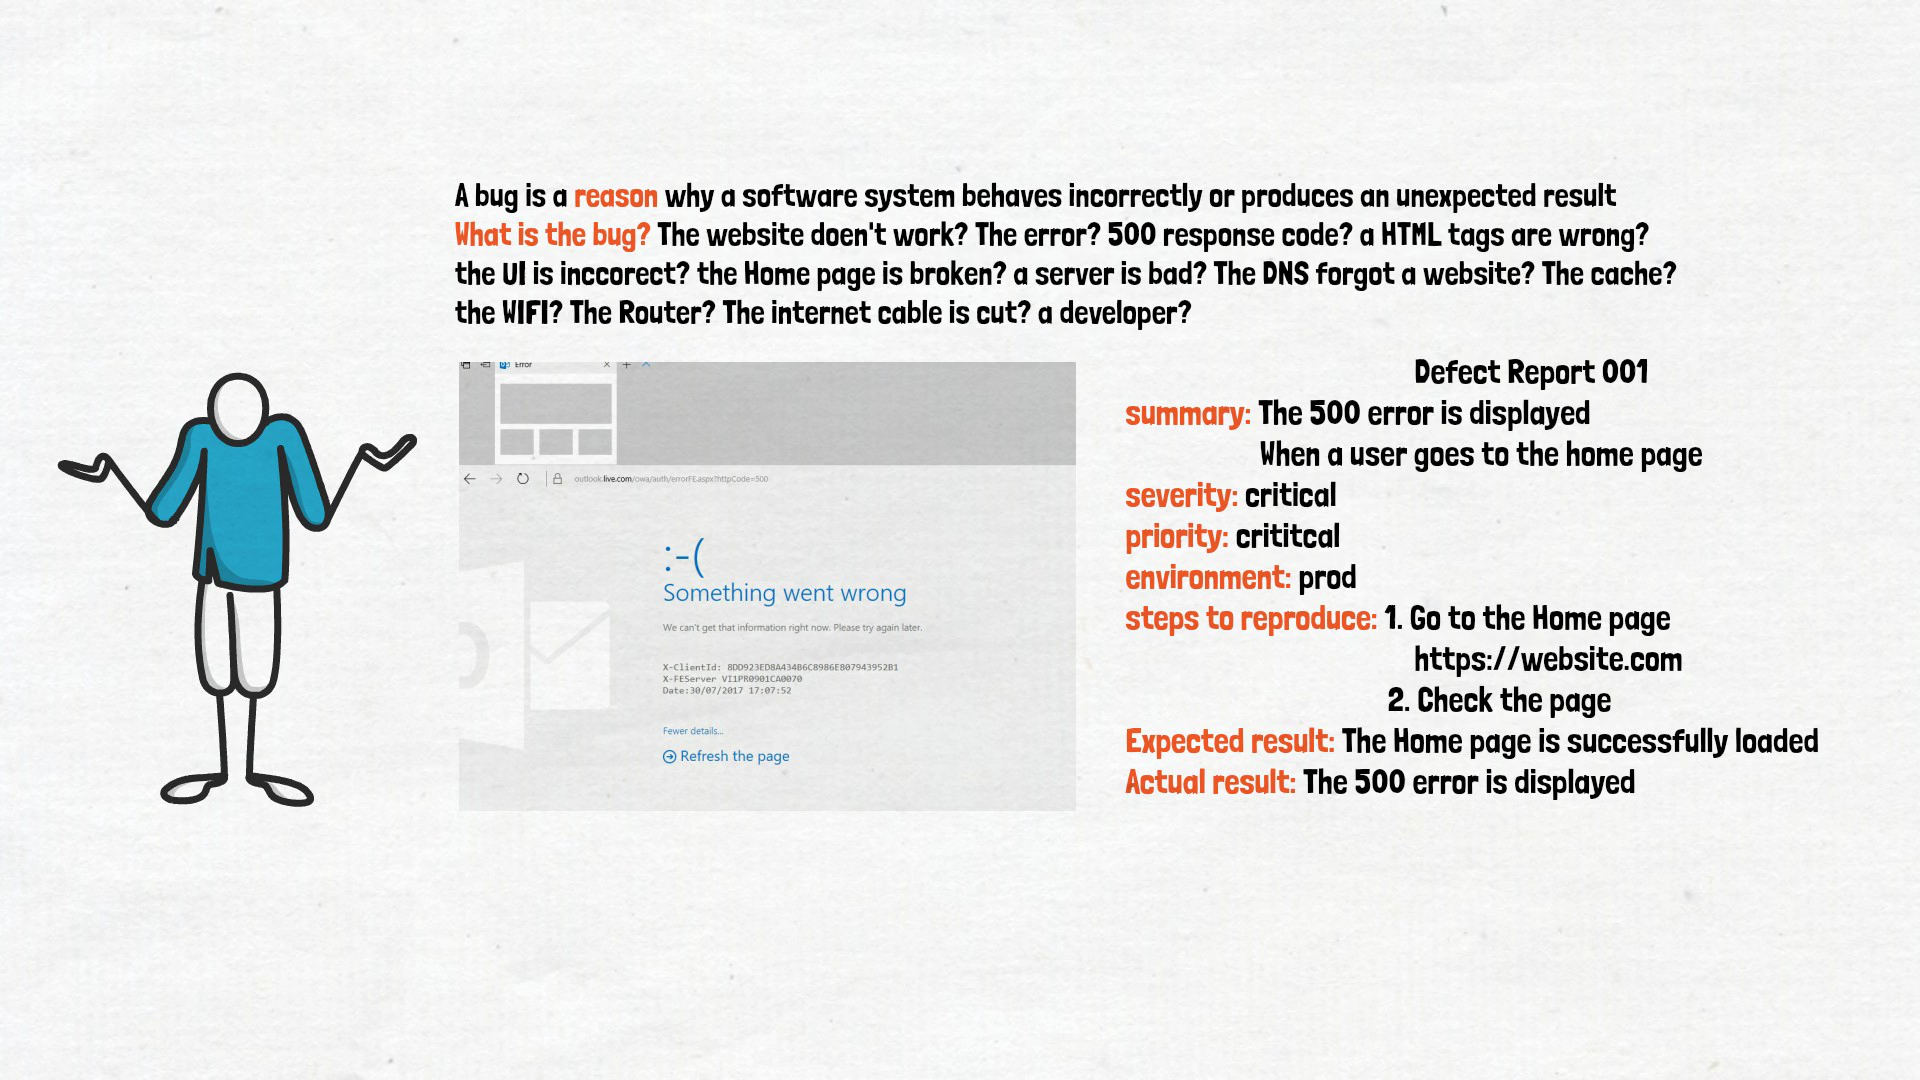 A bug is a reason why a software system behaves incorrectly or produces an unexpected result
What is the bug? The website doen't work? The error? 500 response code? a HTML tags are wrong?
the UI is inccorect? the Home page is broken? a server is bad? The DNS forgot a website? The cache?
the WIFI? The Router? The internet cable is cut? a developer?
Error
outlook.live.com/owa/auth/errorFE.aspx?httpCode=500
:-(
Something went wrong
We can't get that information right now. Please try again later.
X-ClientId: 8DD923ED8A434B6C8986E807943952B1
X-FEServer VI1PR0901CA0070
Date:30/07/2017 17:07:52
Fewer details...
Refresh the page
Defect Report 001
summary: The 500 error is displayed
When a user goes to the home page
severity: critical
priority: crititcal
environment: prod
steps to reproduce: 1. Go to the Home page
https://website.com
2. Check the page
Expected result: The Home page is successfully loaded
Actual result: The 500 error is displayed